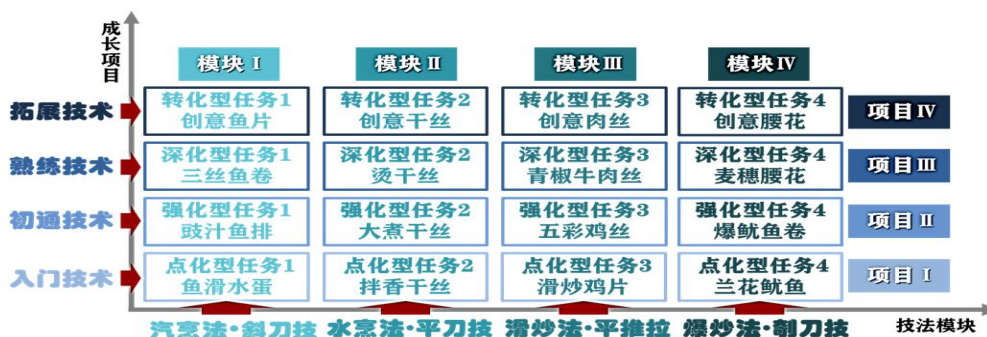 成长项目
模块Ⅰ
模块Ⅱ
模块Ⅲ
模块Ⅳ
拓展技术
转化型任务1
创意鱼片
转化型任务2
创意干丝
转化型任务3
创意肉丝
转化型任务4
创意腰花
项目Ⅳ
熟练技术
深化型任务1
三丝鱼卷
深化型任务2
烫干丝
深化型任务3
青椒牛肉丝
深化型任务4
麦穗腰花
项目Ⅲ
初通技术
强化型任务1
豉汁鱼排
强化型任务2
大煮干丝
强化型任务3
五彩鸡丝
强化型任务4
爆鱿鱼卷
项目Ⅱ
入门技术
点化型任务1
鱼滑水蛋
点化型任务2
拌香干丝
点化型任务3
滑炒鸡片
点化型任务4
兰花鱿鱼
项目Ⅰ
汽烹法·斜刀技
水烹法·平刀技
滑炒法·平推拉
爆炒法·剞刀技
技法模块